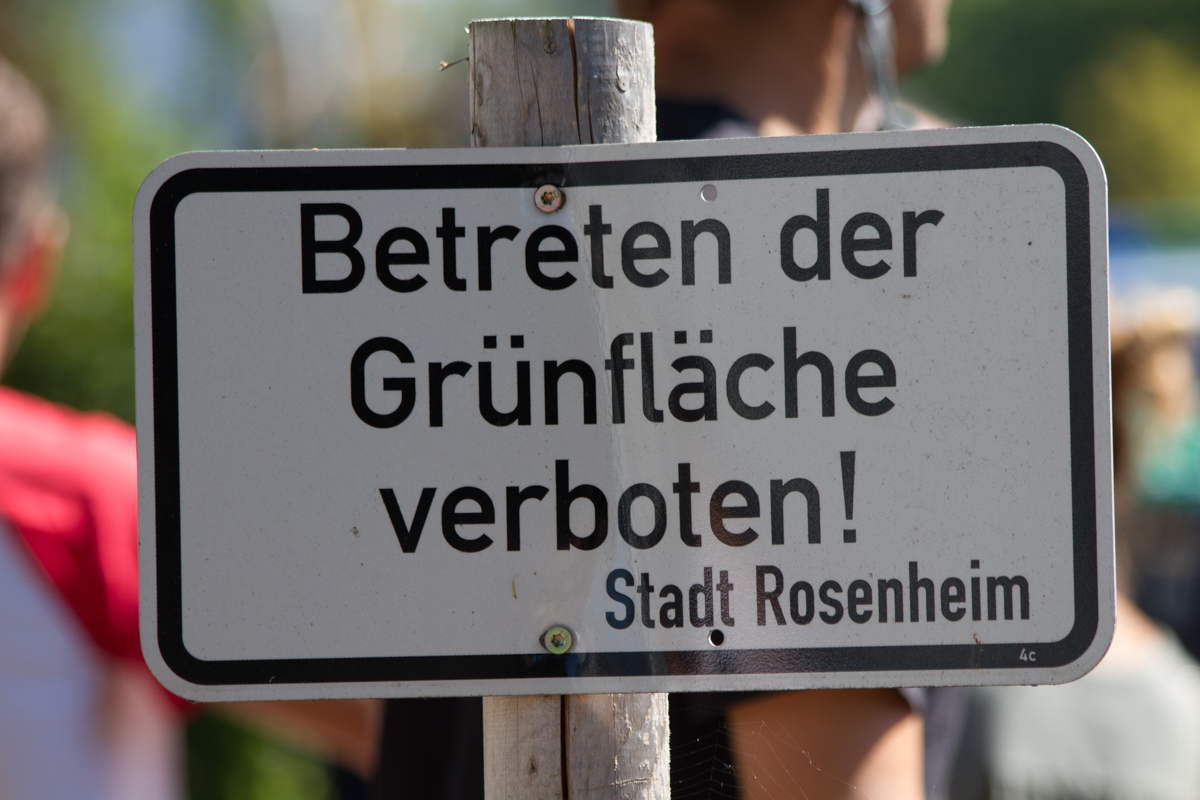 Betreten der
Grünfläche
verboten!
Stadt Rosenheim
4c